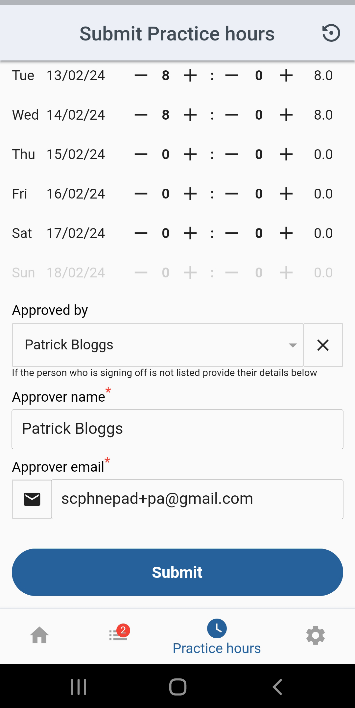 Submit Practice hours
Tue 13/02/24 — 8 + : — 0 + 8.0
Wed 14/02/24 — 8 + : — 0 + 8.0
Thu 15/02/24 — 0 + : — 0 + 0.0
Fri 16/02/24 — 0 + : — 0 + 0.0
Sat 17/02/24 — 0 + : — 0 + 0.0
Sun 18/02/24 — 0 + : — 0 + 0.0
Approved by
Patrick Bloggs
If the person who is signing off is not listed provide their details below
Approver name*
Patrick Bloggs
Approver email*
scphnepad+pa@gmail.com
Submit
2
Practice hours